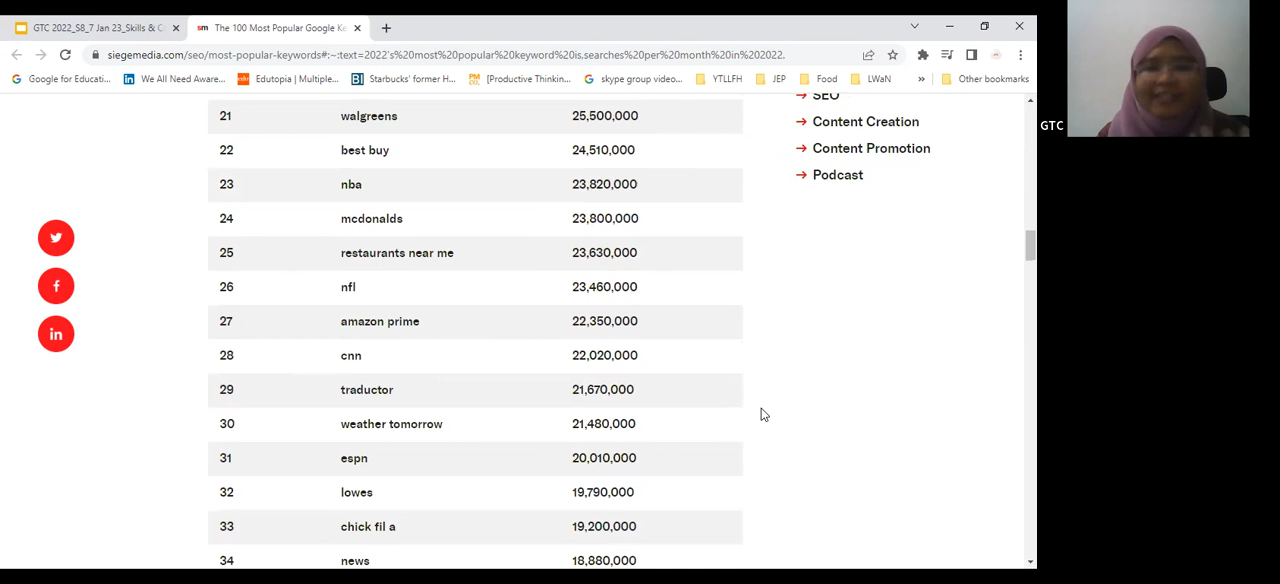 GTC 2022_S8_7 Jan 23_Skills & C
sm The 100 Most Popular Google Ke
siegemedia.com/seo/most-popular-keywords#:~:text=2022's%20most%20popular%20keyword%20is,searches%20per%20month%20in%202022.
Google for Educati... We All Need Aware... Edutopia | Multiple... Starbucks' former H... [Productive Thinkin... skype group video... YTLLFH JEP Food LWaN » Other bookmarks
SEO
Content Creation
Content Promotion
Podcast
21 walgreens 25,500,000
22 best buy 24,510,000
23 nba 23,820,000
24 mcdonalds 23,800,000
25 restaurants near me 23,630,000
26 nfl 23,460,000
27 amazon prime 22,350,000
28 cnn 22,020,000
29 traductor 21,670,000
30 weather tomorrow 21,480,000
31 espn 20,010,000
32 lowes 19,790,000
33 chick fil a 19,200,000
34 news 18,880,000
GTC